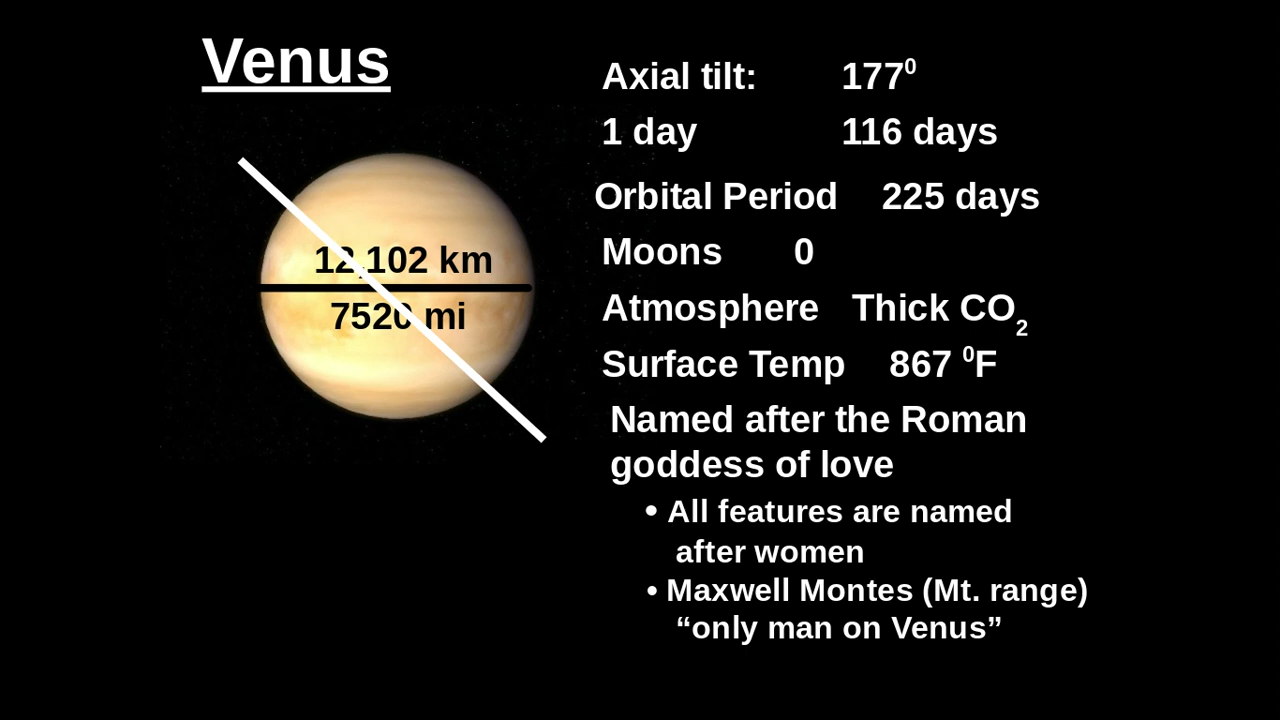 Venus
Axial tilt: 177⁰
1 day 116 days
Orbital Period 225 days
Moons 0
Atmosphere Thick CO₂
Surface Temp 867 ⁰F
Named after the Roman
goddess of love
• All features are named
after women
• Maxwell Montes (Mt. range)
“only man on Venus”
12,102 km
7520 mi